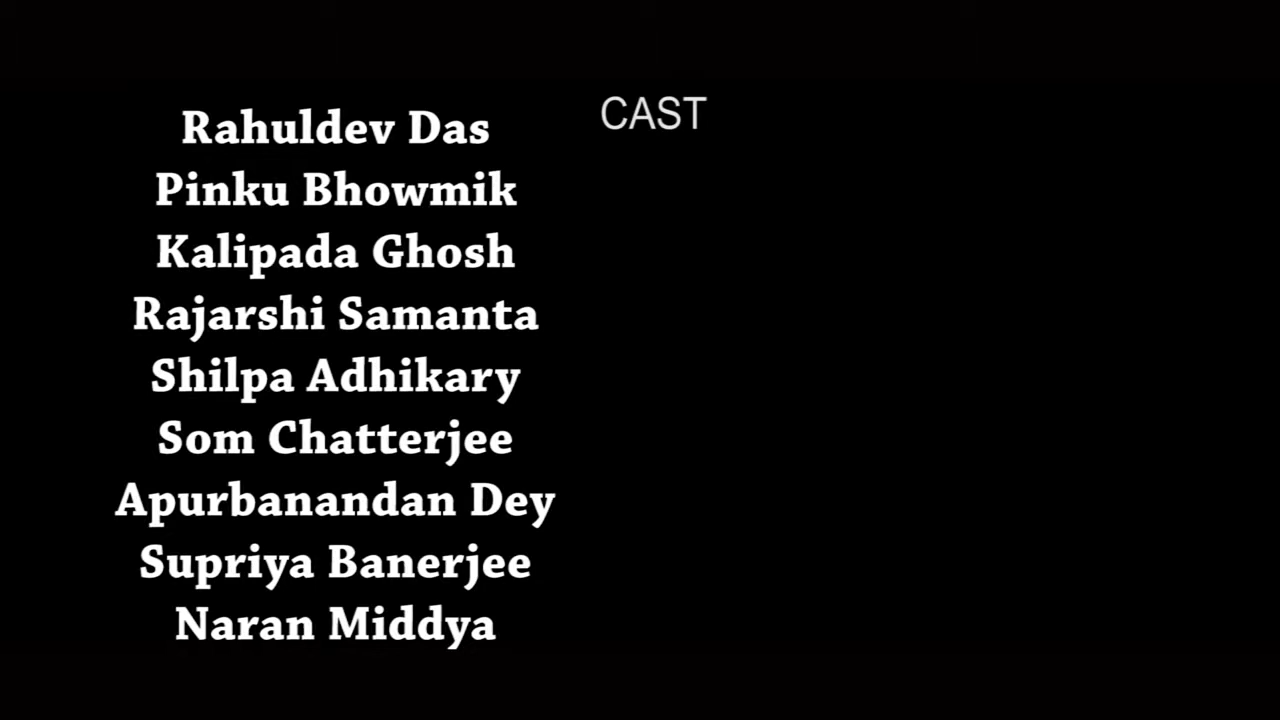 CAST
Rahuldev Das
Pinku Bhowmik
Kalipada Ghosh
Rajarshi Samanta
Shilpa Adhikary
Som Chatterjee
Apurbanandan Dey
Supriya Banerjee
Naran Middya